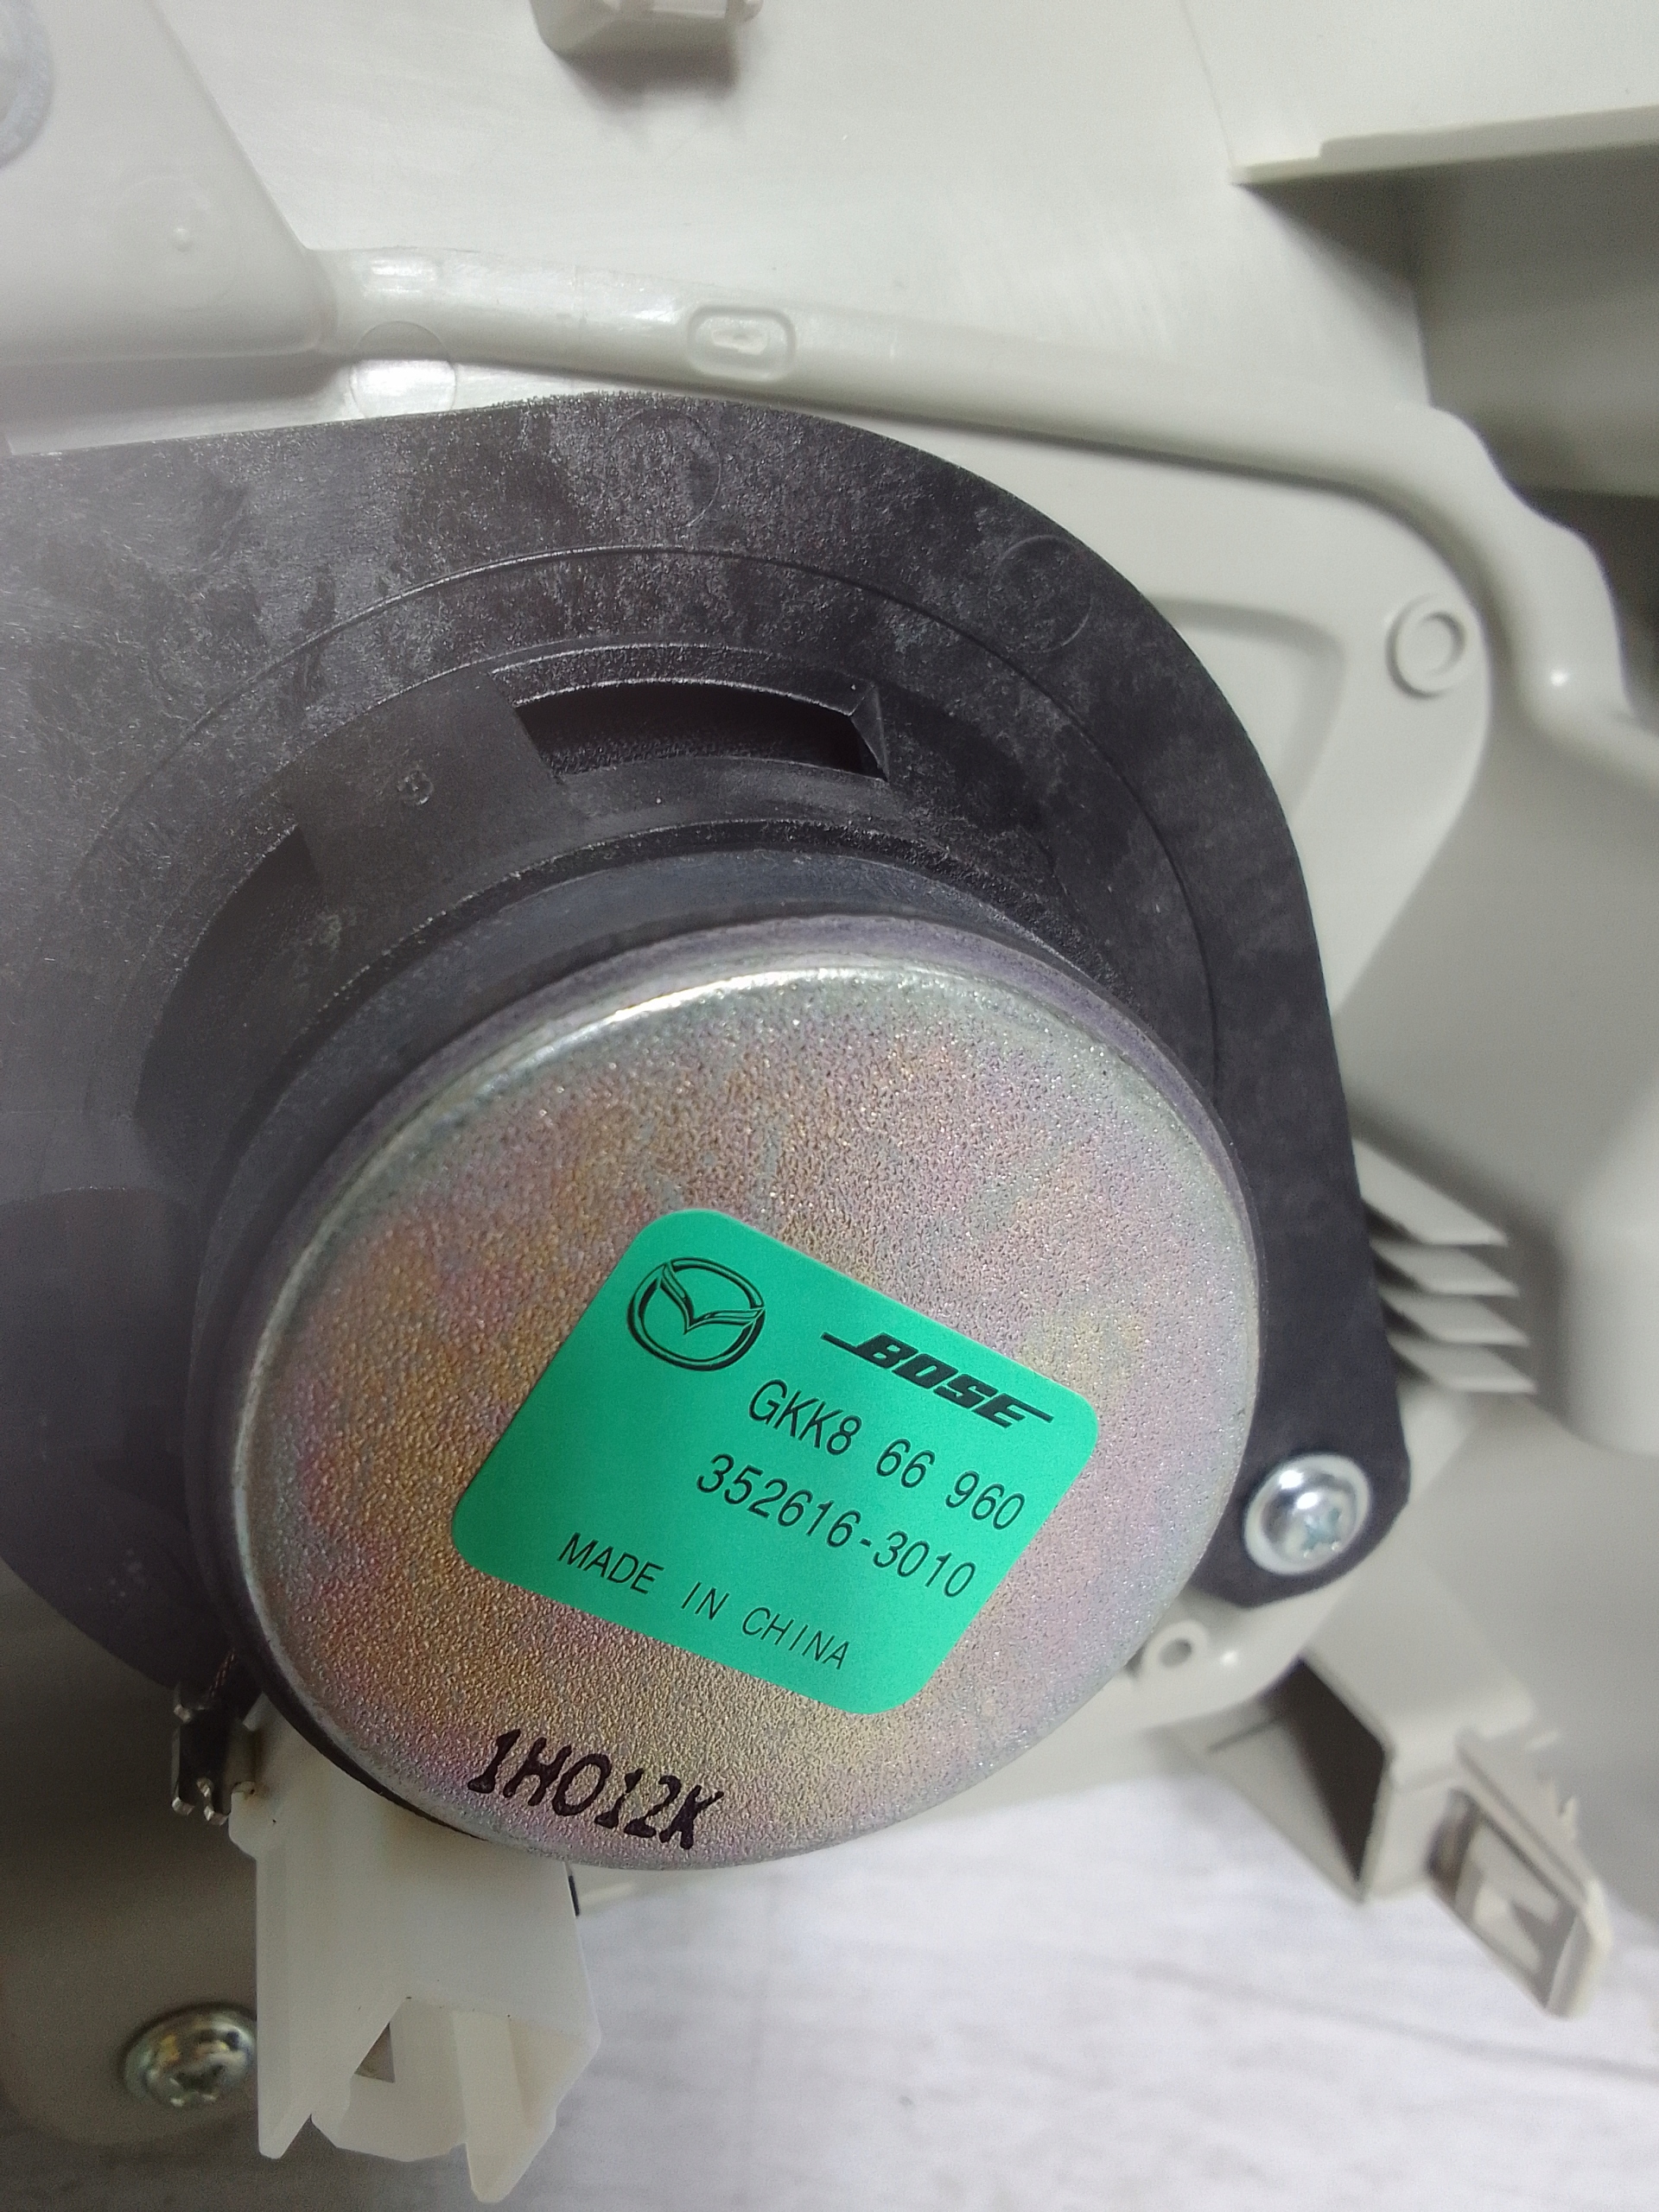 BOSE
GKK8 66 960
352616-3010
MADE IN CHINA
1H012K